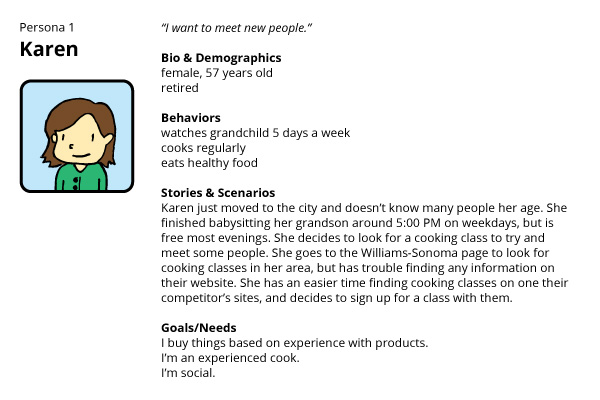 Persona 1
Karen
“I want to meet new people.”
Bio & Demographics
female, 57 years old
retired
Behaviors
watches grandchild 5 days a week
cooks regularly
eats healthy food
Stories & Scenarios
Karen just moved to the city and doesn’t know many people her age. She
finished babysitting her grandson around 5:00 PM on weekdays, but is
free most evenings. She decides to look for a cooking class to try and
meet some people. She goes to the Williams-Sonoma page to look for
cooking classes in her area, but has trouble finding any information on
their website. She has an easier time finding cooking classes on one their
competitor’s sites, and decides to sign up for a class with them.
Goals/Needs
I buy things based on experience with products.
I’m an experienced cook.
I’m social.